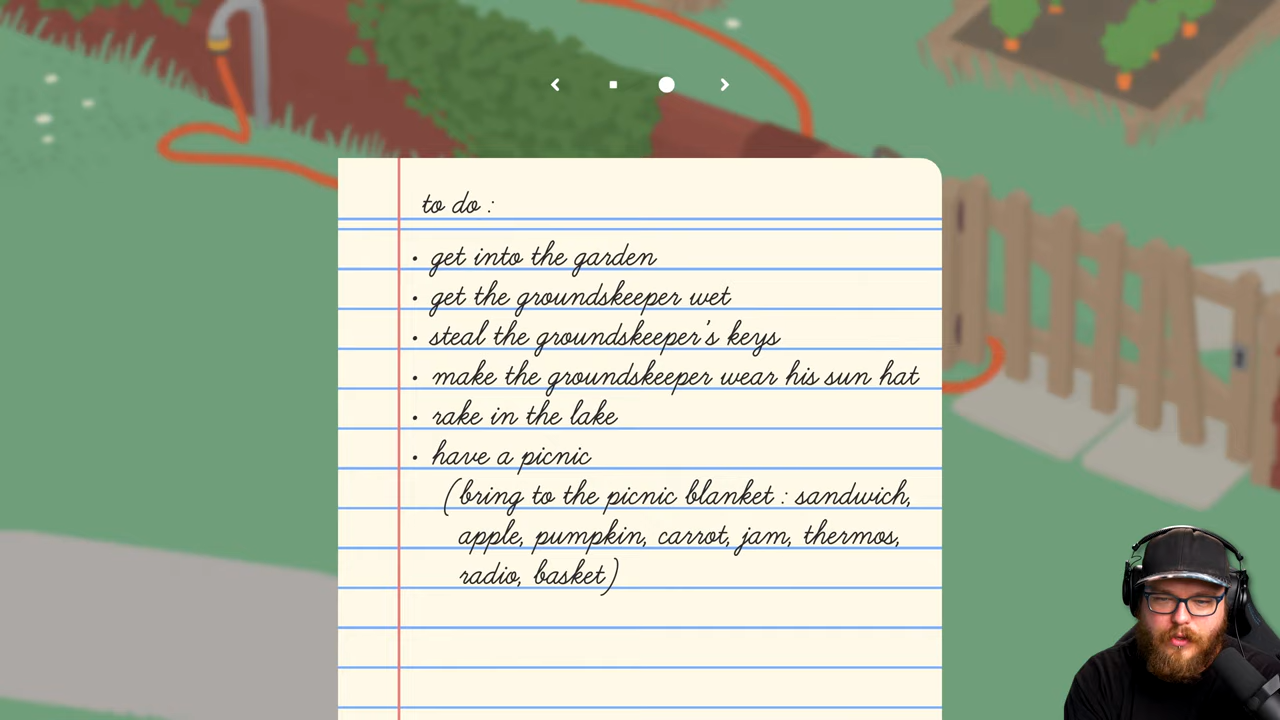 to do :
• get into the garden
• get the groundskeeper wet
• steal the groundskeeper's keys
• make the groundskeeper wear his sun hat
• rake in the lake
• have a picnic
(bring to the picnic blanket : sandwich,
apple, pumpkin, carrot, jam, thermos,
radio, basket)